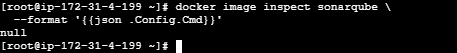 [root@ip-172-31-4-199 ~]# docker image inspect sonarqube \
  --format '{{json .Config.Cmd}}'
null
[root@ip-172-31-4-199 ~]#